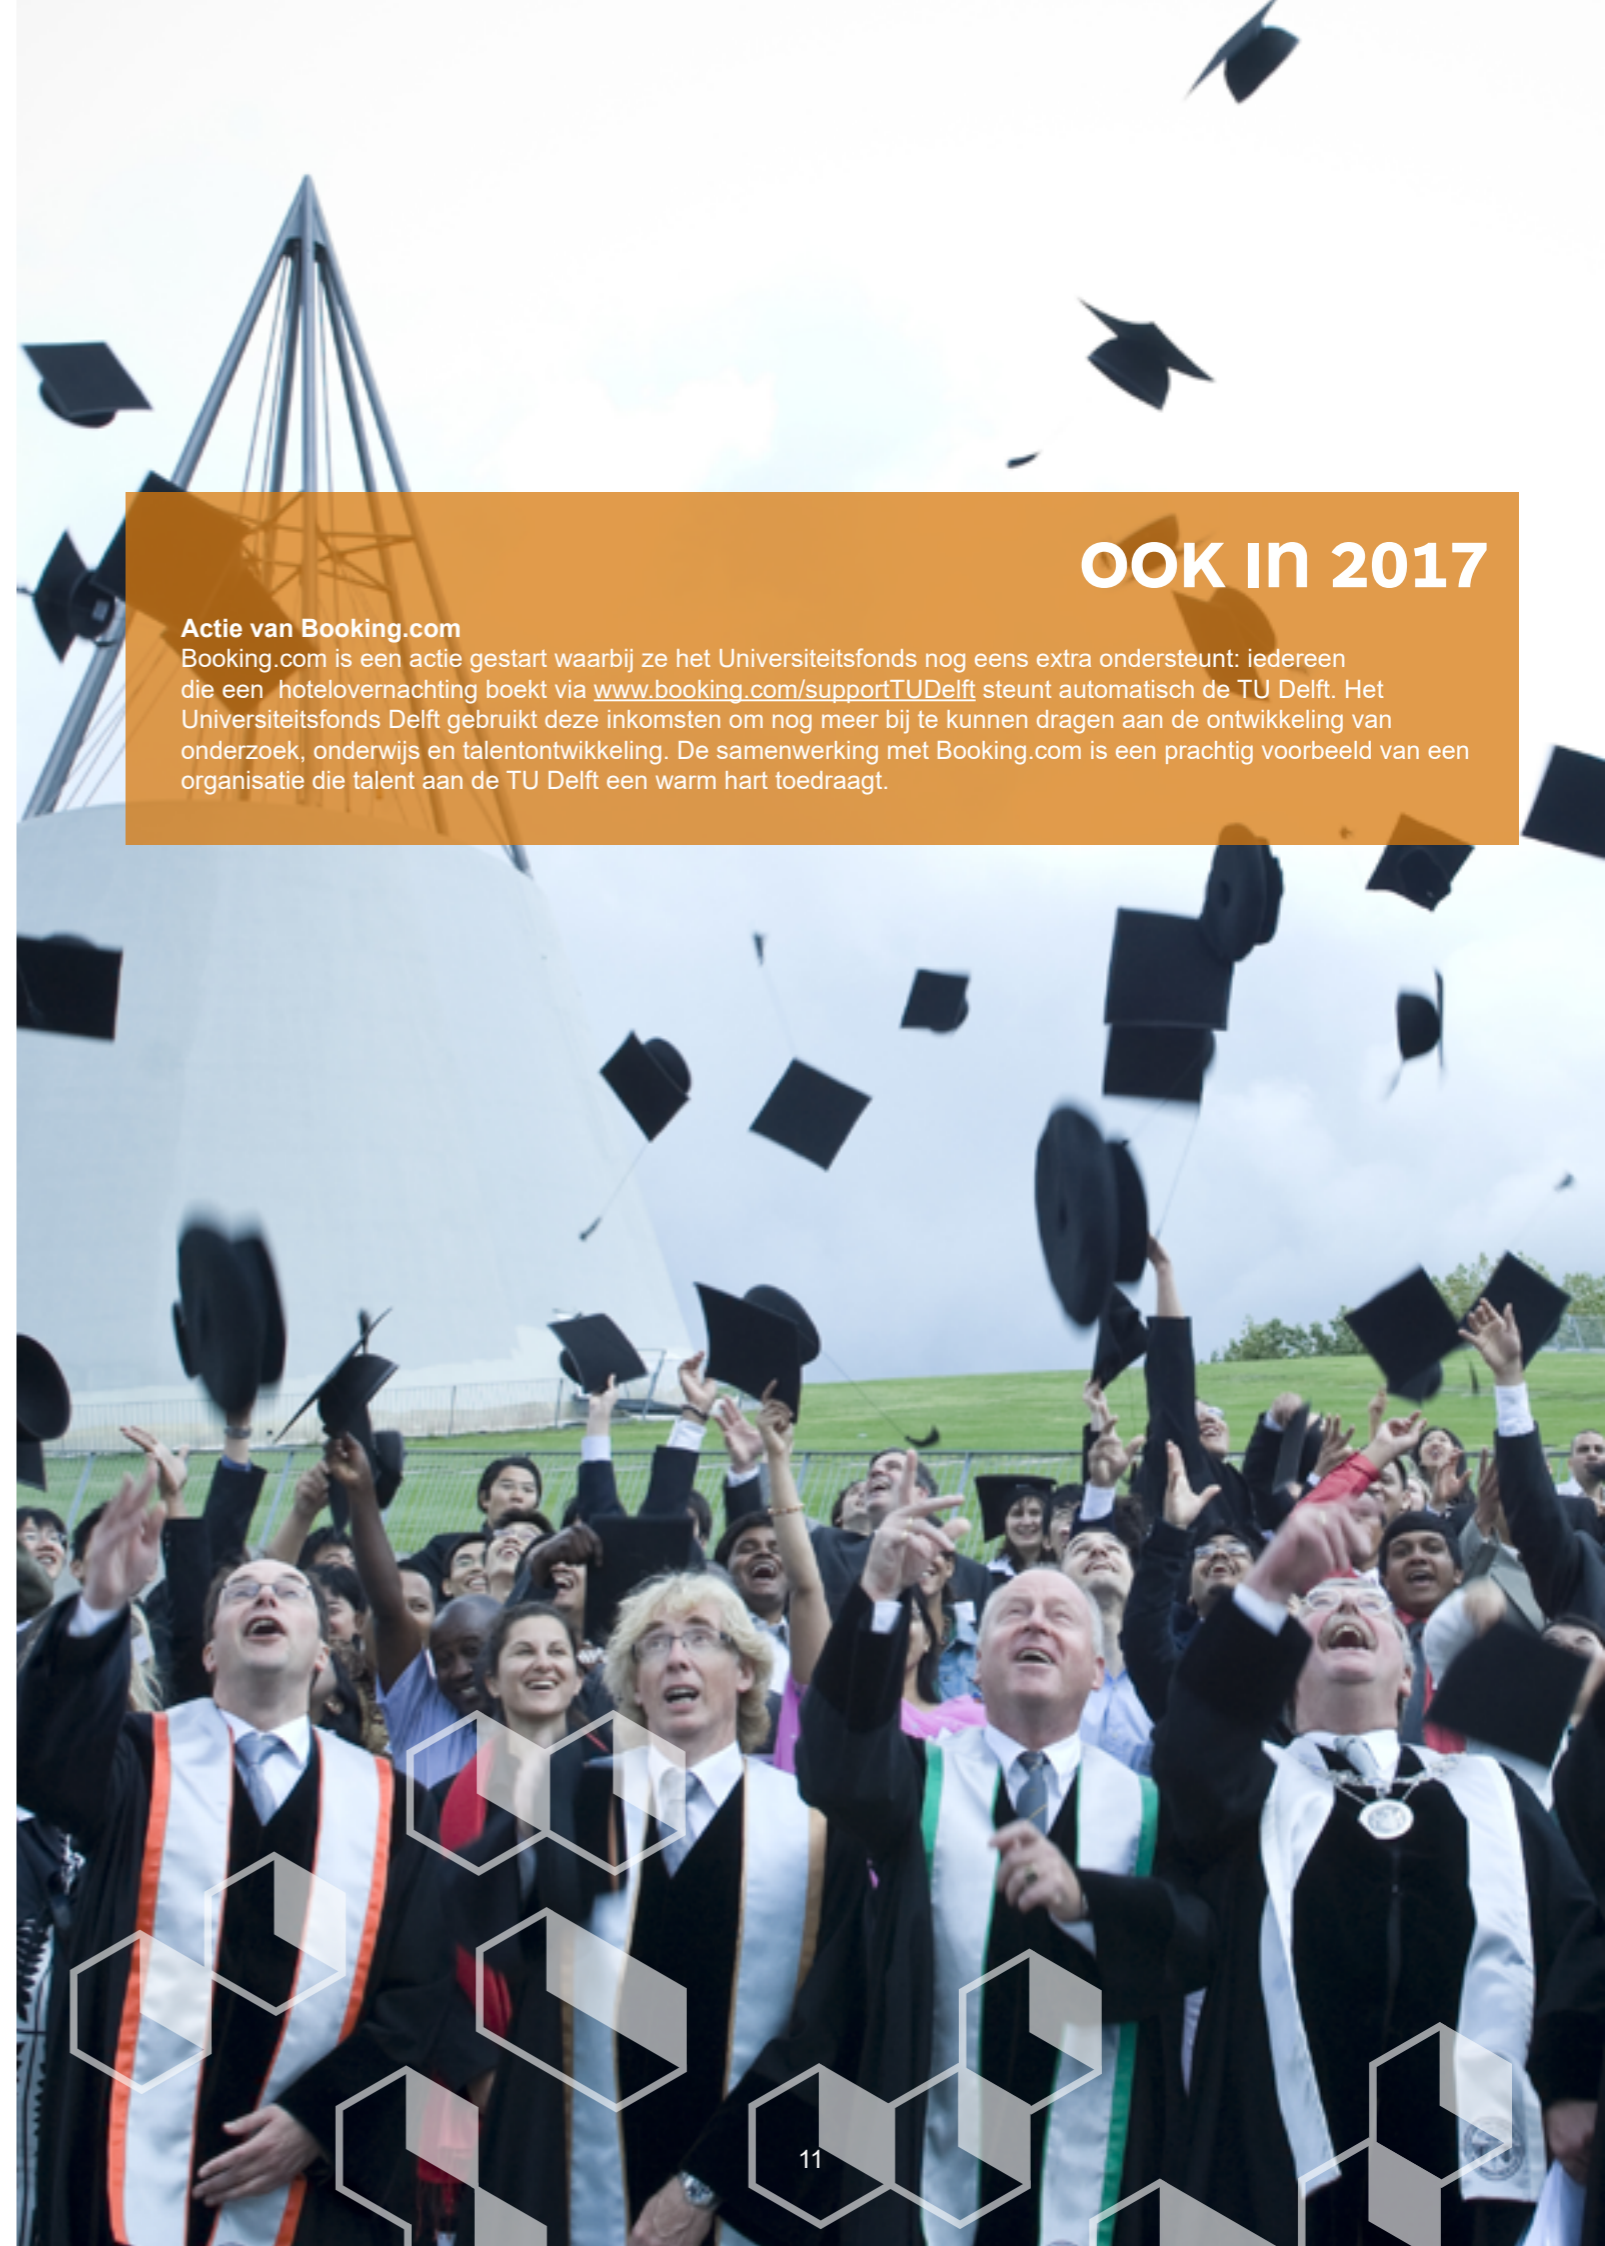 OOK IN 2017
Actie van Booking.com
Booking.com is een actie gestart waarbij ze het Universiteitsfonds nog eens extra ondersteunt: iedereen
die een  hotelovernachting boekt via www.booking.com/supportTUDelft steunt automatisch de TU Delft. Het
Universiteitsfonds Delft gebruikt deze inkomsten om nog meer bij te kunnen dragen aan de ontwikkeling van
onderzoek, onderwijs en talentontwikkeling. De samenwerking met Booking.com is een prachtig voorbeeld van een
organisatie die talent aan de TU Delft een warm hart toedraagt.
11